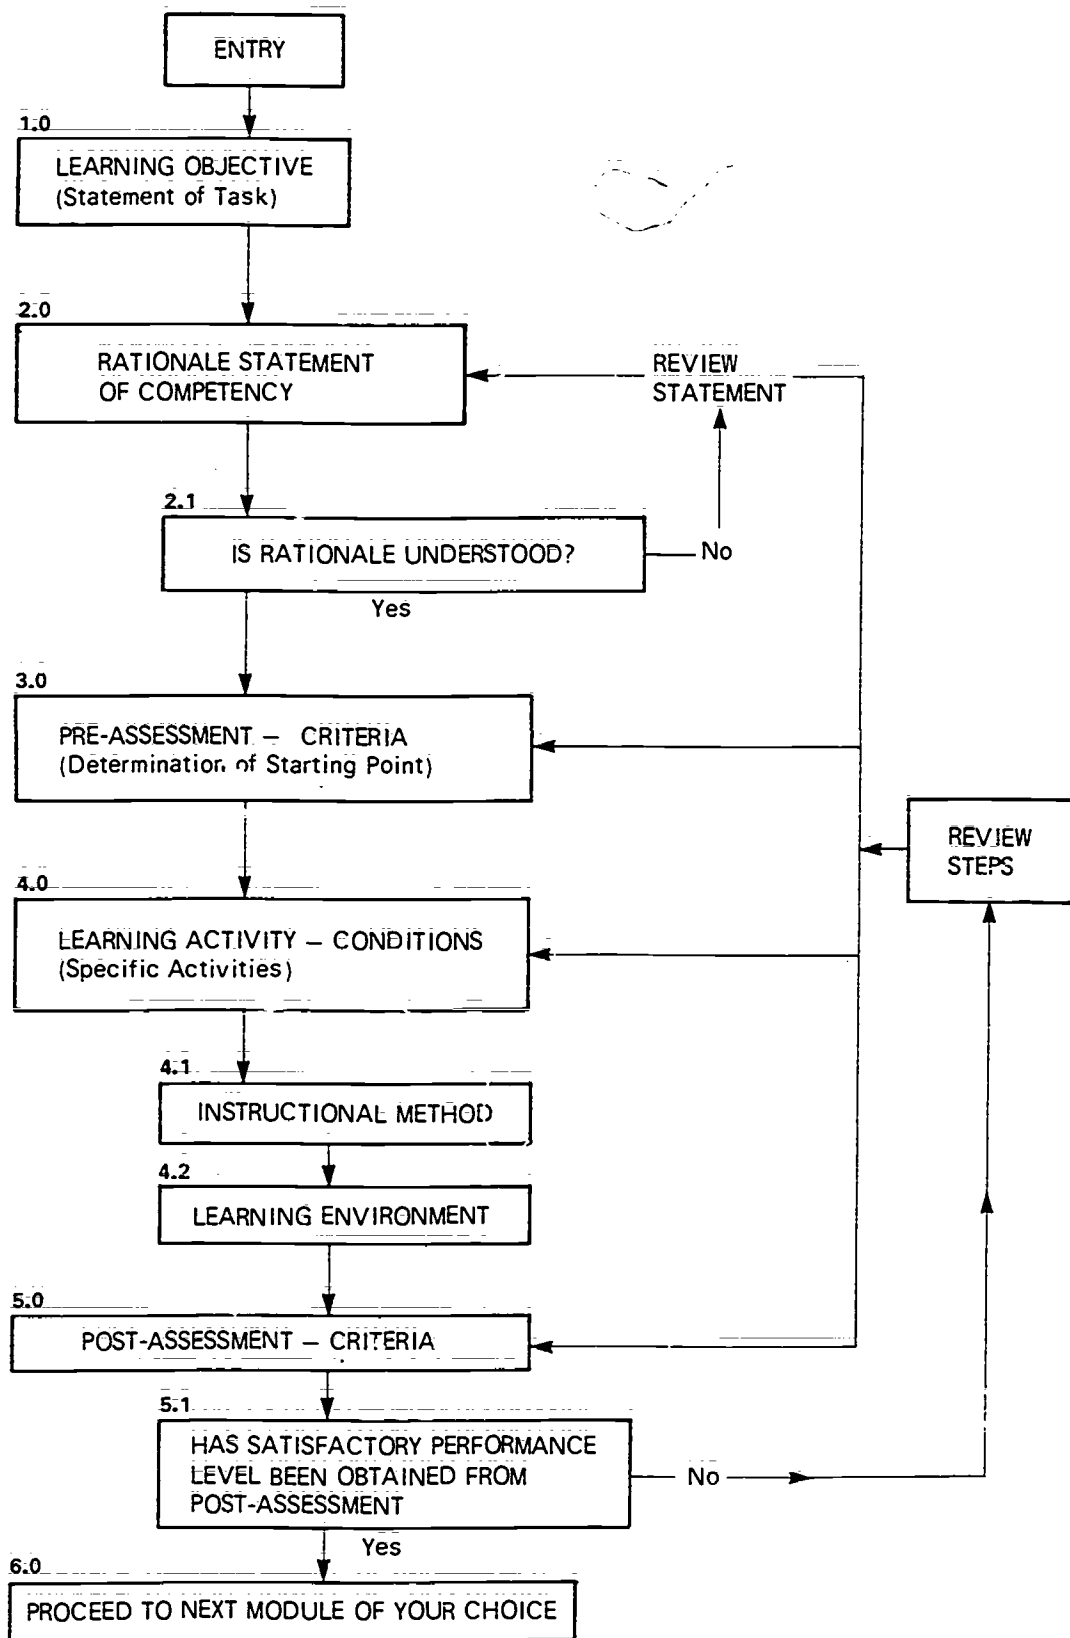 ENTRY
1.0
LEARNING OBJECTIVE
(Statement of Task)
2.0
RATIONALE STATEMENT
OF COMPETENCY
REVIEW
STATEMENT
2.1
IS RATIONALE UNDERSTOOD?
No
Yes
3.0
PRE-ASSESSMENT — CRITERIA
(Determination of Starting Point)
REVIEW
STEPS
4.0
LEARNING ACTIVITY — CONDITIONS
(Specific Activities)
4.1
INSTRUCTIONAL METHOD
4.2
LEARNING ENVIRONMENT
5.0
POST-ASSESSMENT — CRITERIA
5.1
HAS SATISFACTORY PERFORMANCE
LEVEL BEEN OBTAINED FROM
POST-ASSESSMENT
No
Yes
6.0
PROCEED TO NEXT MODULE OF YOUR CHOICE